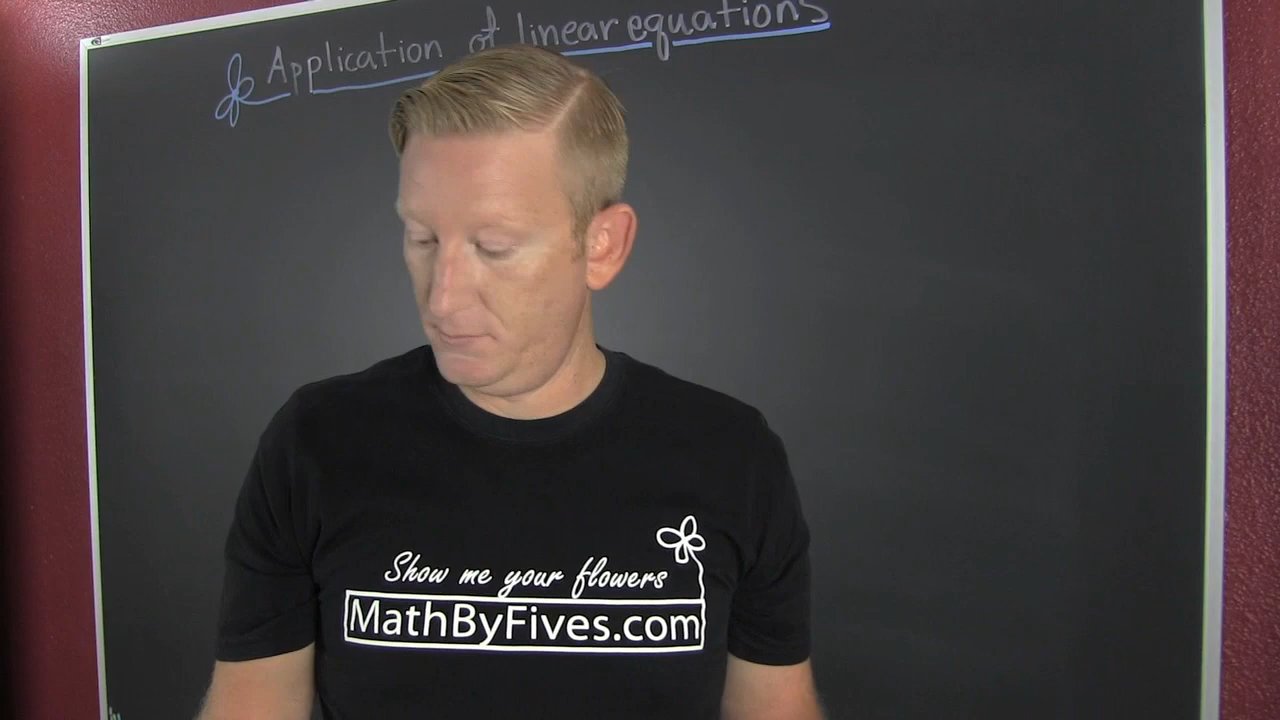 Application of linear equations
Show me your flowers
MathByFives.com